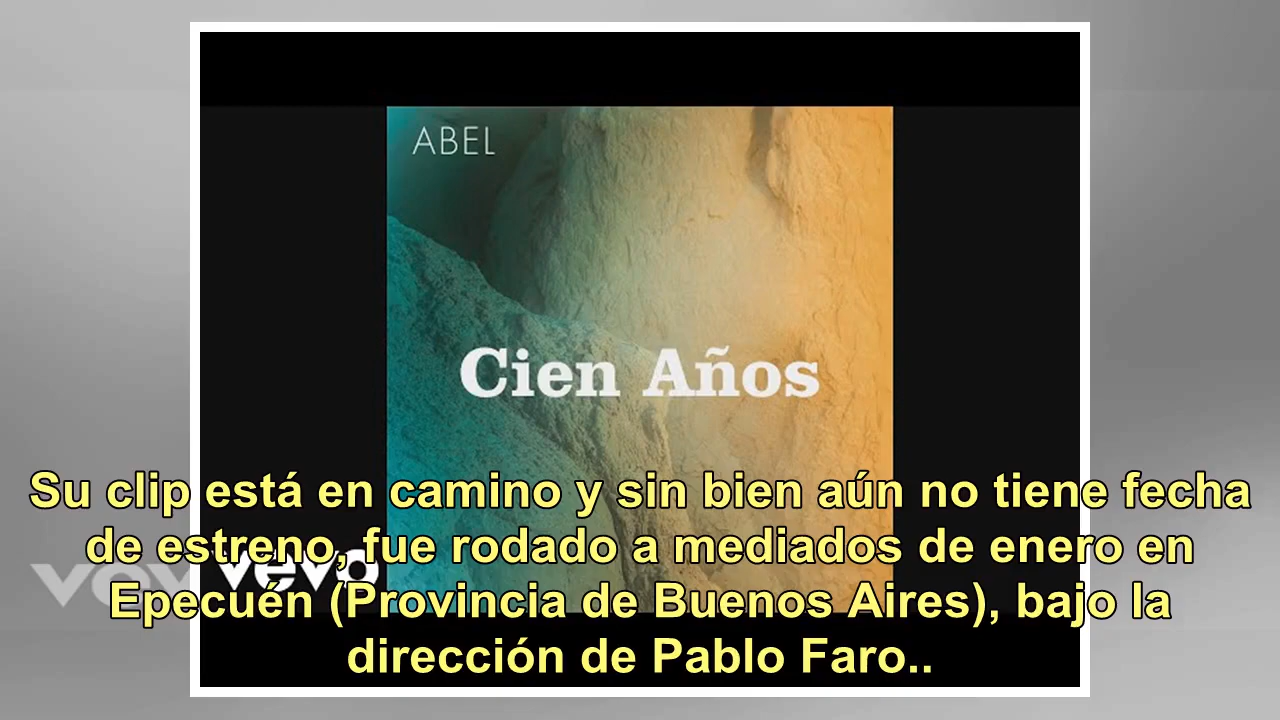 ABEL
Cien Años
Su clip está en camino y sin bien aún no tiene fecha
de estreno, fue rodado a mediados de enero en
vevo
Epecuén (Provincia de Buenos Aires), bajo la
dirección de Pablo Faro..